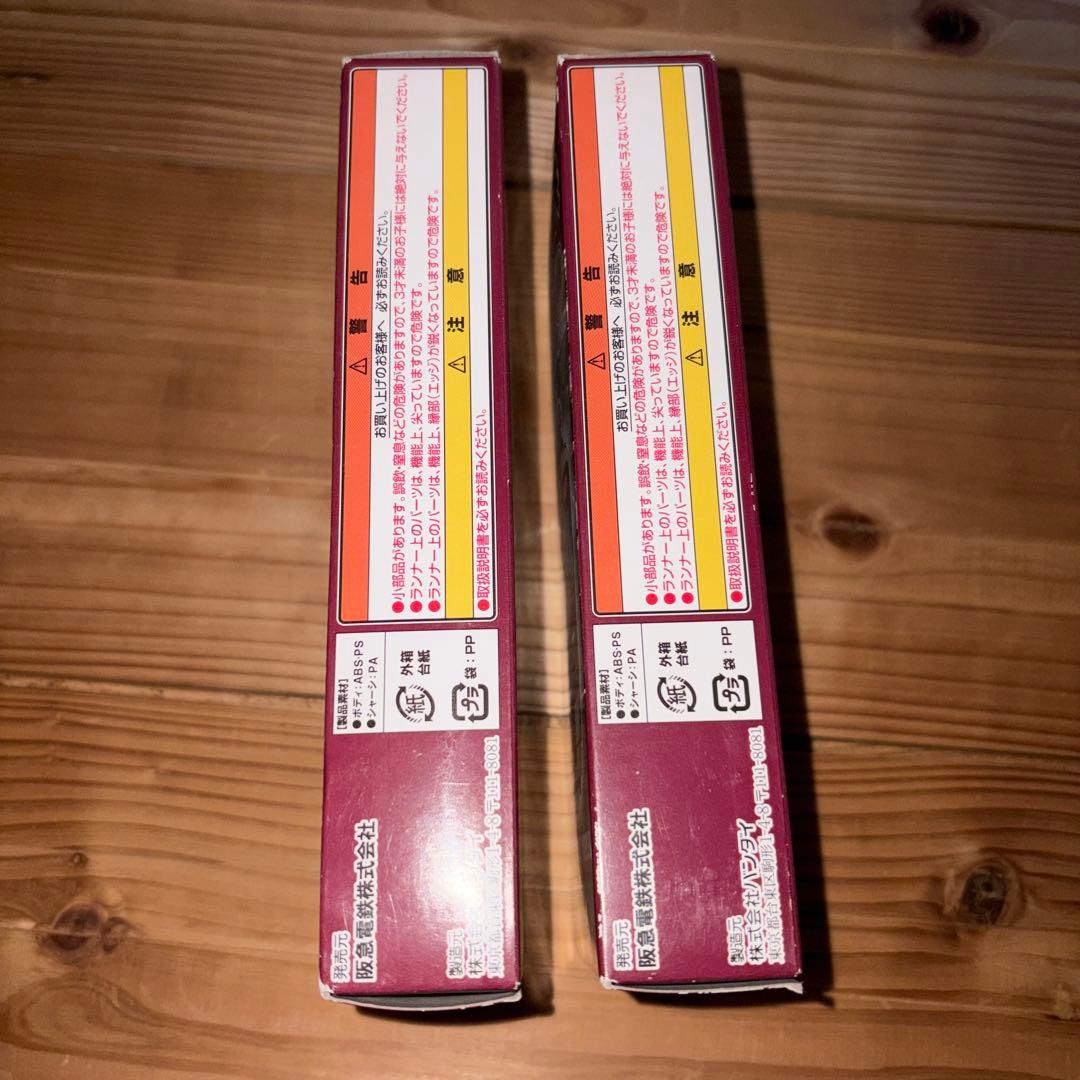 ⚠ 警告
お買い上げのお客様へ 必ずお読みください。
●小部品があります。誤飲・窒息などの危険がありますので、3才未満のお子様には絶対に与えないでください。
●ランナー上のパーツは、機能上、尖っていますので危険です。
●ランナー上のパーツは、機能上、縁部(エッジ)が鋭くなっていますので危険です。
⚠ 注意
●取扱説明書を必ずお読みください。
[製品素材]
●ボディ:ABS・PS
●シャーシ:PA
紙 外箱
台紙
プラ 袋:PP
発売元
阪急電鉄株式会社
製造元
株式会社バンダイ
1-4-8 〒111-8081
⚠ 警告
お買い上げのお客様へ 必ずお読みください。
●小部品があります。誤飲・窒息などの危険がありますので、3才未満のお子様には絶対に与えないでください。
●ランナー上のパーツは、機能上、尖っていますので危険です。
●ランナー上のパーツは、機能上、縁部(エッジ)が鋭くなっていますので危険です。
⚠ 注意
●取扱説明書を必ずお読みください。
[製品素材]
●ボディ:ABS・PS
●シャーシ:PA
紙 外箱
台紙
プラ 袋:PP
発売元
阪急電鉄株式会社
製造元
株式会社バンダイ
東京都台東区駒形1-4-8 〒111-8081